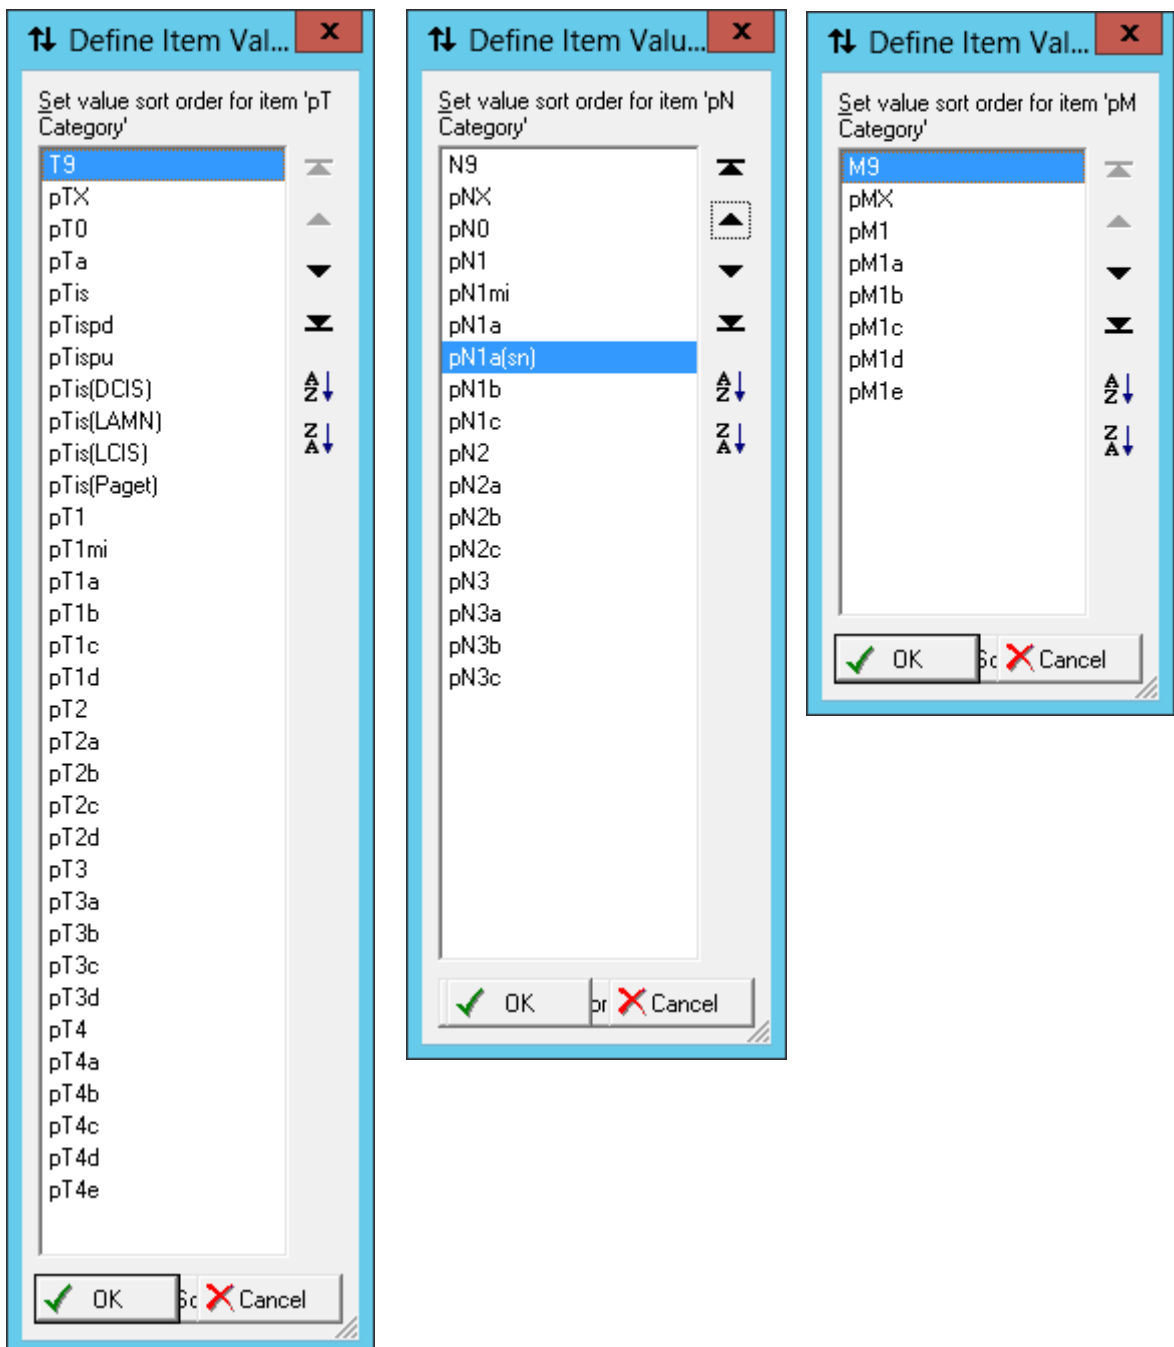 Define Item Val...
x
Set value sort order for item 'pT
Category'
T9
pTX
pT0
pTa
pTis
pTispd
pTispu
pTis(DCIS)
pTis(LAMN)
pTis(LCIS)
pTis(Paget)
pT1
pT1mi
pT1a
pT1b
pT1c
pT1d
pT2
pT2a
pT2b
pT2c
pT2d
pT3
pT3a
pT3b
pT3c
pT3d
pT4
pT4a
pT4b
pT4c
pT4d
pT4e
A
Z
Z
A
OK
Cancel
Define Item Valu...
x
Set value sort order for item 'pN
Category'
N9
pNX
pN0
pN1
pN1mi
pN1a
pN1a(sn)
pN1b
pN1c
pN2
pN2a
pN2b
pN2c
pN3
pN3a
pN3b
pN3c
A
Z
Z
A
OK
or
Cancel
Define Item Val...
x
Set value sort order for item 'pM
Category'
M9
pMX
pM1
pM1a
pM1b
pM1c
pM1d
pM1e
A
Z
Z
A
OK
Cancel